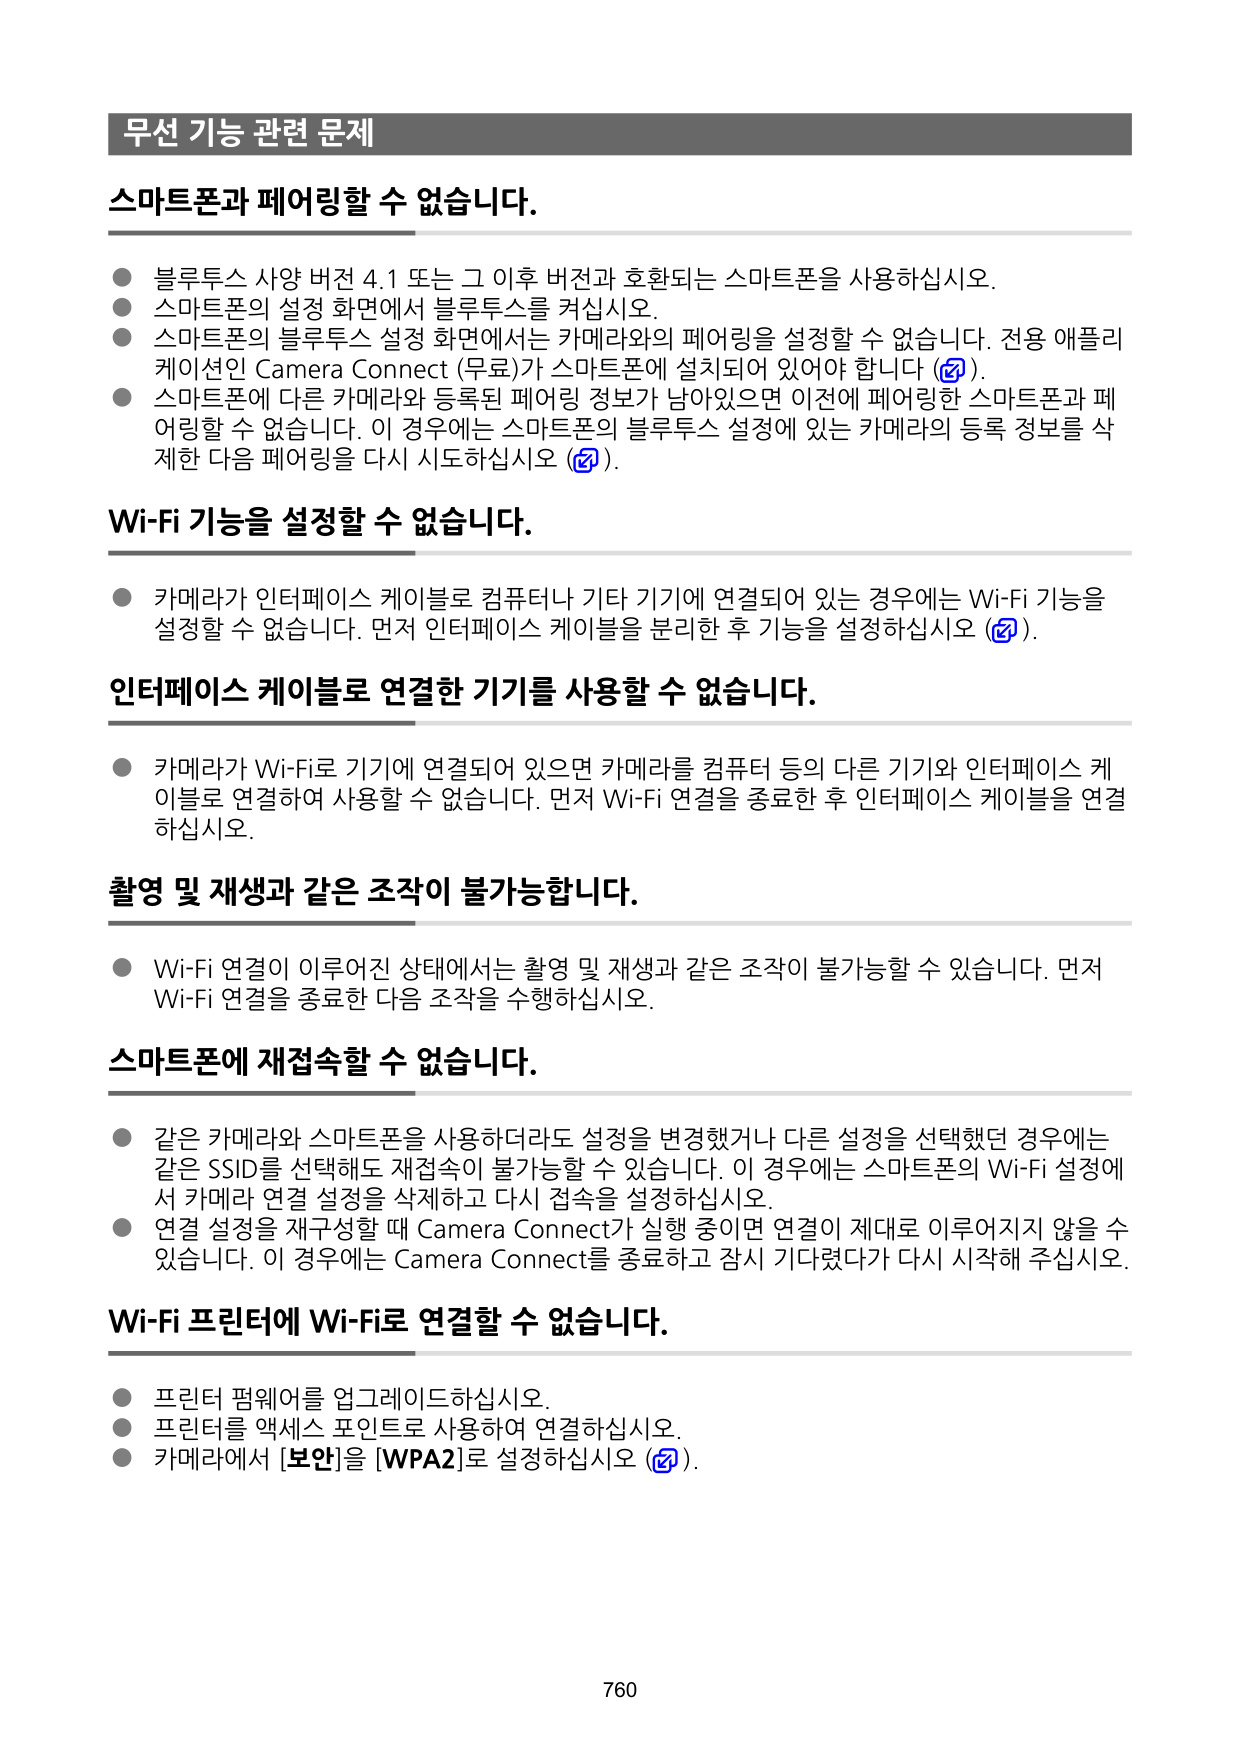 무선 기능 관련 문제
스마트폰과 페어링할 수 없습니다.
● 블루투스 사양 버전 4.1 또는 그 이후 버전과 호환되는 스마트폰을 사용하십시오.
● 스마트폰의 설정 화면에서 블루투스를 켜십시오.
● 스마트폰의 블루투스 설정 화면에서는 카메라와의 페어링을 설정할 수 없습니다. 전용 애플리
케이션인 Camera Connect (무료)가 스마트폰에 설치되어 있어야 합니다 ( ).
● 스마트폰에 다른 카메라와 등록된 페어링 정보가 남아있으면 이전에 페어링한 스마트폰과 페
어링할 수 없습니다. 이 경우에는 스마트폰의 블루투스 설정에 있는 카메라의 등록 정보를 삭
제한 다음 페어링을 다시 시도하십시오 ( ).
Wi-Fi 기능을 설정할 수 없습니다.
● 카메라가 인터페이스 케이블로 컴퓨터나 기타 기기에 연결되어 있는 경우에는 Wi-Fi 기능을
설정할 수 없습니다. 먼저 인터페이스 케이블을 분리한 후 기능을 설정하십시오 ( ).
인터페이스 케이블로 연결한 기기를 사용할 수 없습니다.
● 카메라가 Wi-Fi로 기기에 연결되어 있으면 카메라를 컴퓨터 등의 다른 기기와 인터페이스 케
이블로 연결하여 사용할 수 없습니다. 먼저 Wi-Fi 연결을 종료한 후 인터페이스 케이블을 연결
하십시오.
촬영 및 재생과 같은 조작이 불가능합니다.
● Wi-Fi 연결이 이루어진 상태에서는 촬영 및 재생과 같은 조작이 불가능할 수 있습니다. 먼저
Wi-Fi 연결을 종료한 다음 조작을 수행하십시오.
스마트폰에 재접속할 수 없습니다.
● 같은 카메라와 스마트폰을 사용하더라도 설정을 변경했거나 다른 설정을 선택했던 경우에는
같은 SSID를 선택해도 재접속이 불가능할 수 있습니다. 이 경우에는 스마트폰의 Wi-Fi 설정에
서 카메라 연결 설정을 삭제하고 다시 접속을 설정하십시오.
● 연결 설정을 재구성할 때 Camera Connect가 실행 중이면 연결이 제대로 이루어지지 않을 수
있습니다. 이 경우에는 Camera Connect를 종료하고 잠시 기다렸다가 다시 시작해 주십시오.
Wi-Fi 프린터에 Wi-Fi로 연결할 수 없습니다.
● 프린터 펌웨어를 업그레이드하십시오.
● 프린터를 액세스 포인트로 사용하여 연결하십시오.
● 카메라에서 [보안]을 [WPA2]로 설정하십시오 ( ).
760